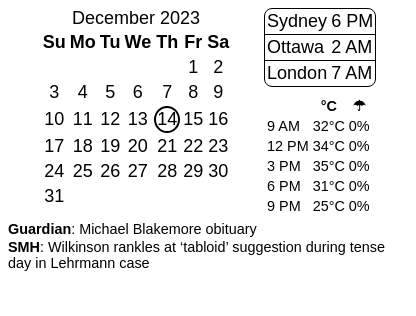 December 2023
Su Mo Tu We Th Fr Sa
1 2
3 4 5 6 7 8 9
10 11 12 13 14 15 16
17 18 19 20 21 22 23
24 25 26 27 28 29 30
31
Sydney 6 PM
Ottawa 2 AM
London 7 AM
°C ☂
9 AM 32°C 0%
12 PM 34°C 0%
3 PM 35°C 0%
6 PM 31°C 0%
9 PM 25°C 0%
Guardian: Michael Blakemore obituary
SMH: Wilkinson rankles at ‘tabloid’ suggestion during tense
day in Lehrmann case